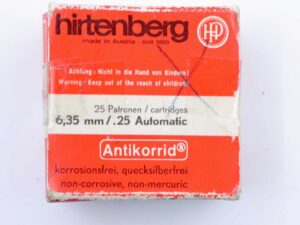 hirtenberg
made in Austria · seit 1860
HP
Achtung: Nicht in die Hand von Kindern!
Warning: Keep out of the reach of children!
25 Patronen / cartridges
6,35 mm/.25 Automatic
Antikorrid®
korrosionsfrei, quecksilberfrei
non-corrosive, non-mercuric